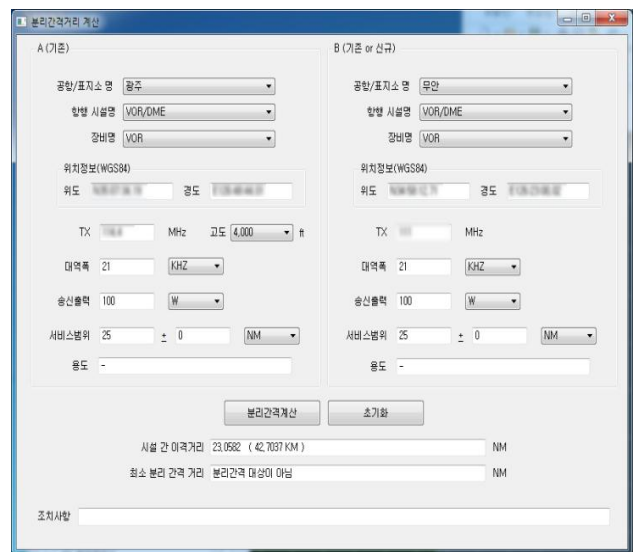 분리간격거리 계산
A (기존)
공항/표지소 명 광주
항행 시설명 VOR/DME
장비명 VOR
위치정보(WGS84)
위도 경도
TX MHz 고도 4,000 ft
대역폭 21 KHZ
송신출력 100 W
서비스범위 25 ± 0 NM
용도 -
B (기존 or 신규)
공항/표지소 명 무안
항행 시설명 VOR/DME
장비명 VOR
위치정보(WGS84)
위도 경도
TX MHz
대역폭 21 KHZ
송신출력 100 W
서비스범위 25 ± 0 NM
용도 -
분리간격계산 초기화
시설 간 이격거리 23,0582 ( 42,7037 KM ) NM
최소 분리 간격 거리 분리간격 대상이 아님 NM
조치사항